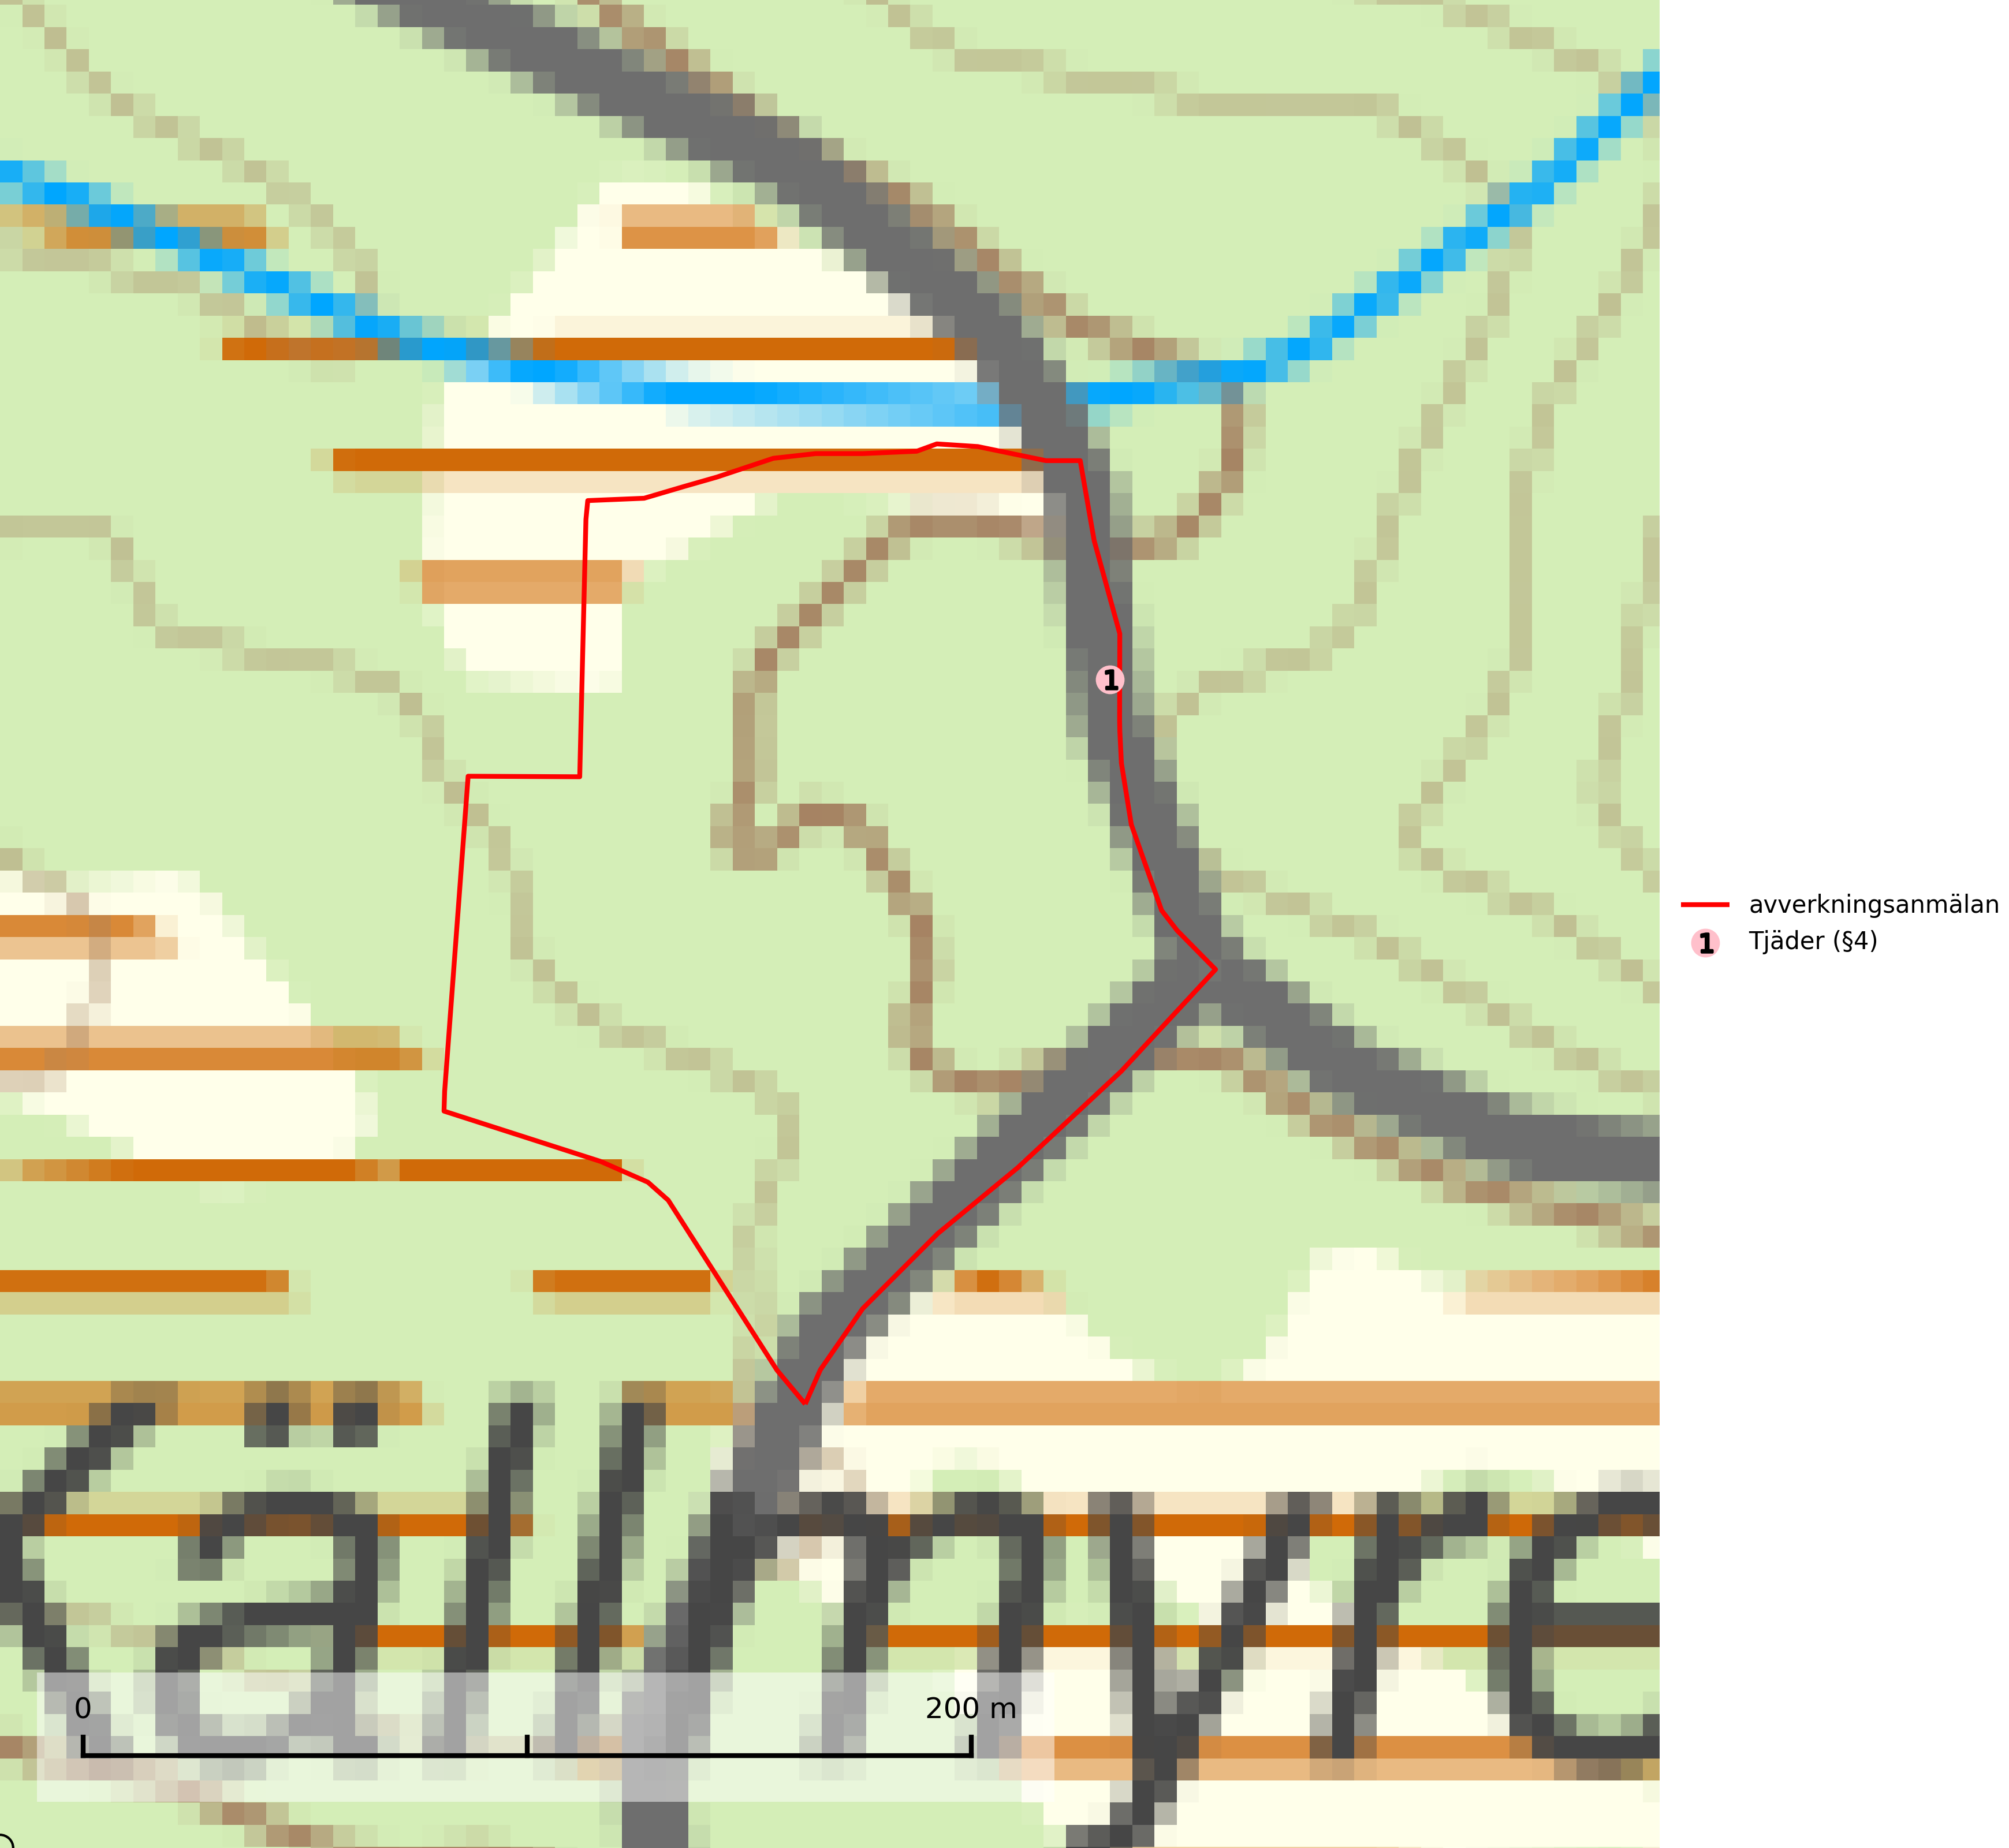 1
avverkningsanmälan
1 Tjäder (§4)
0 200 m